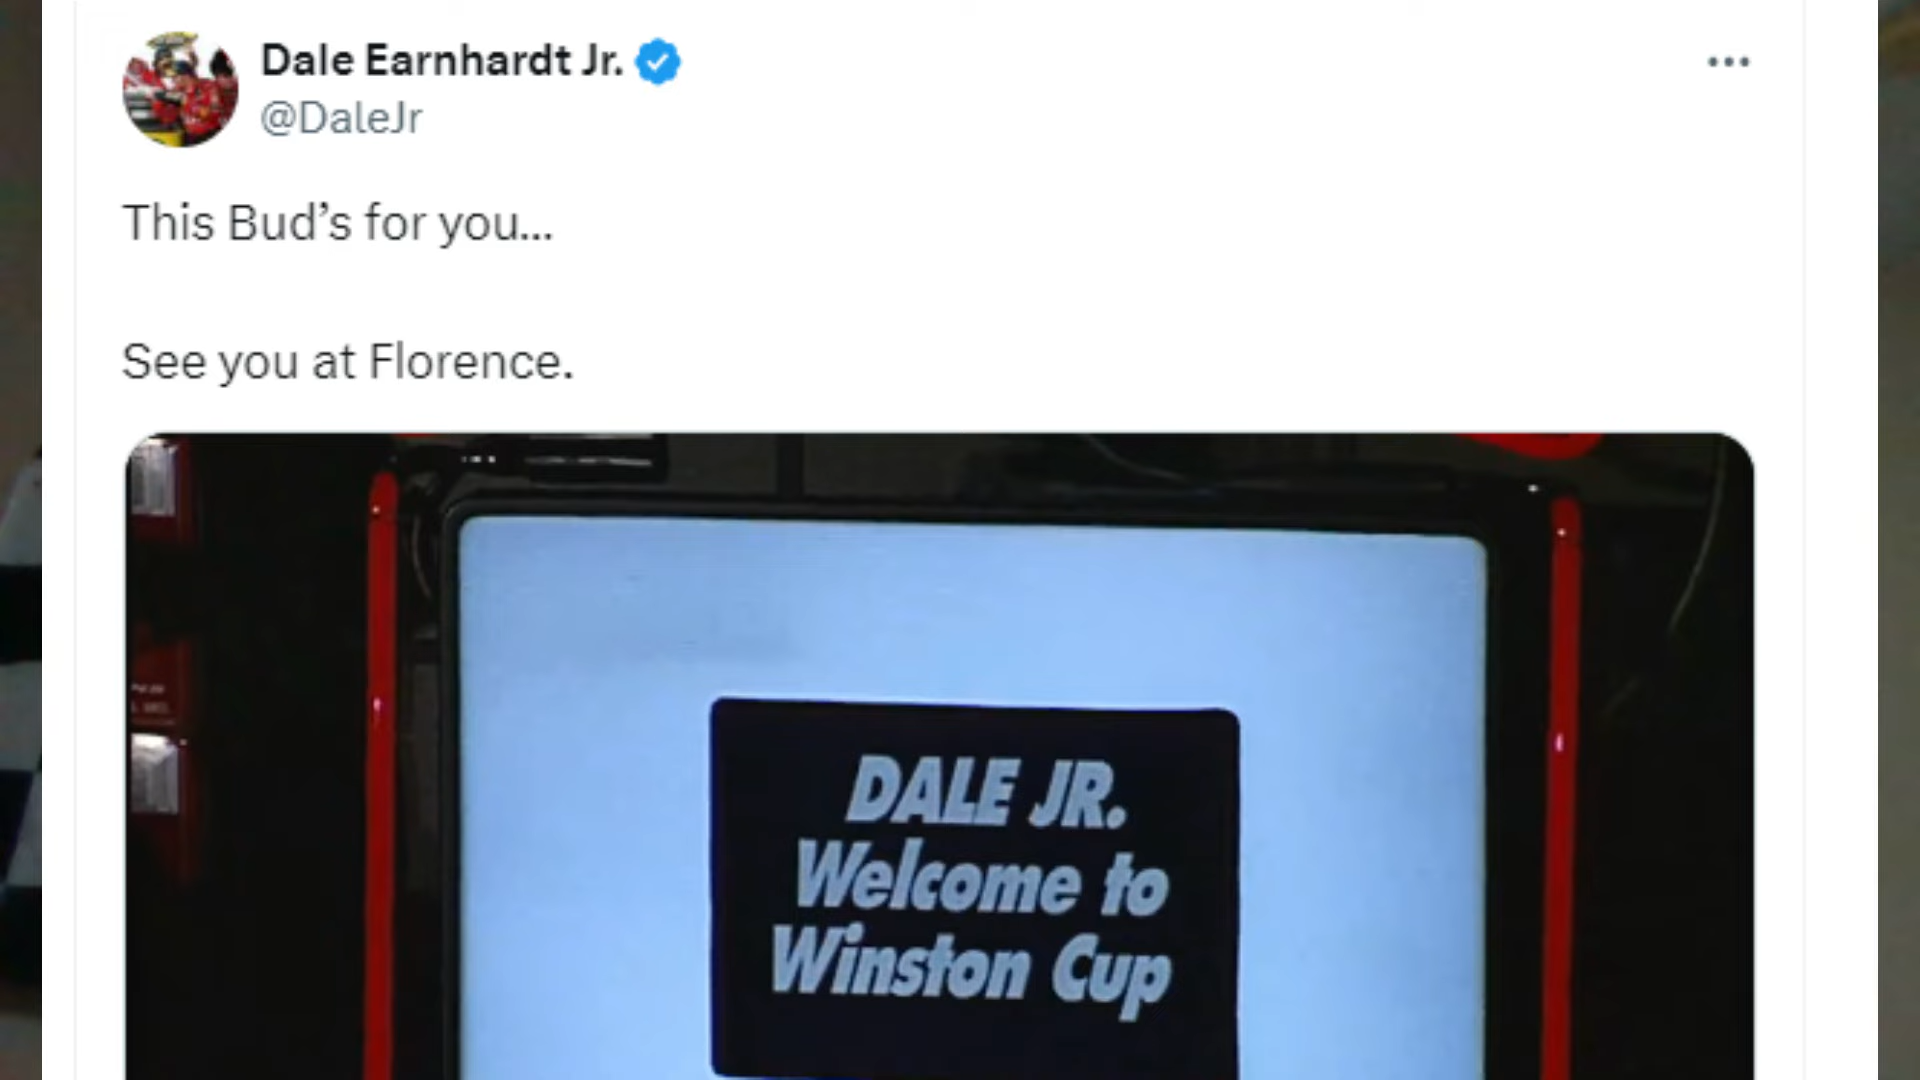 Dale Earnhardt Jr.
@DaleJr
This Bud’s for you...
See you at Florence.
DALE JR.
Welcome to
Winston Cup